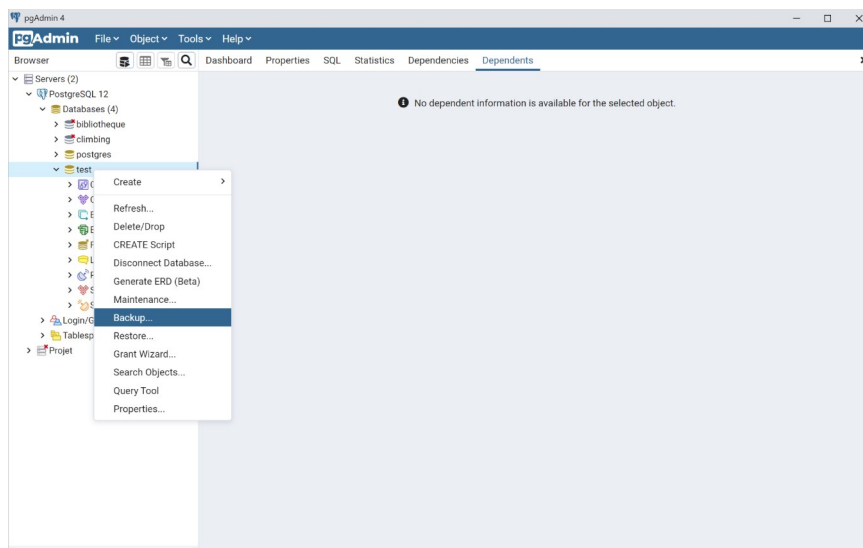 pgAdmin 4
pgAdmin File Object Tools Help
Browser Dashboard Properties SQL Statistics Dependencies Dependents
Servers (2)
PostgreSQL 12
Databases (4)
bibliotheque
climbing
postgres
test
Login/G
Tablesp
Projet
Create
Refresh...
Delete/Drop
CREATE Script
Disconnect Database...
Generate ERD (Beta)
Maintenance...
Backup...
Restore...
Grant Wizard...
Search Objects...
Query Tool
Properties...
No dependent information is available for the selected object.